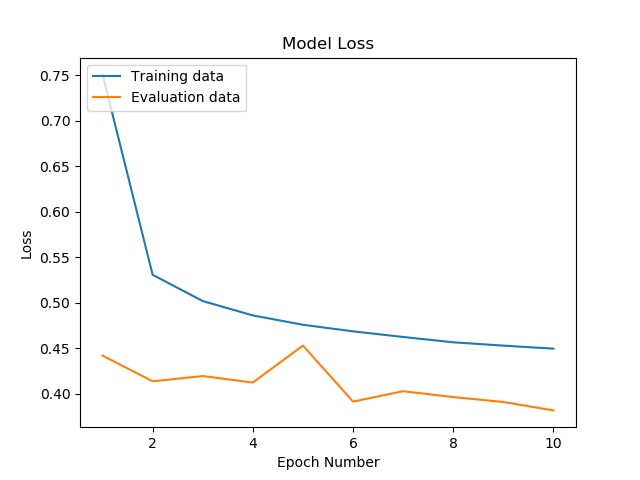 Model Loss
Training data
Evaluation data
0.75
0.70
0.65
0.60
0.55
0.50
0.45
0.40
Loss
2
4
6
8
10
Epoch Number